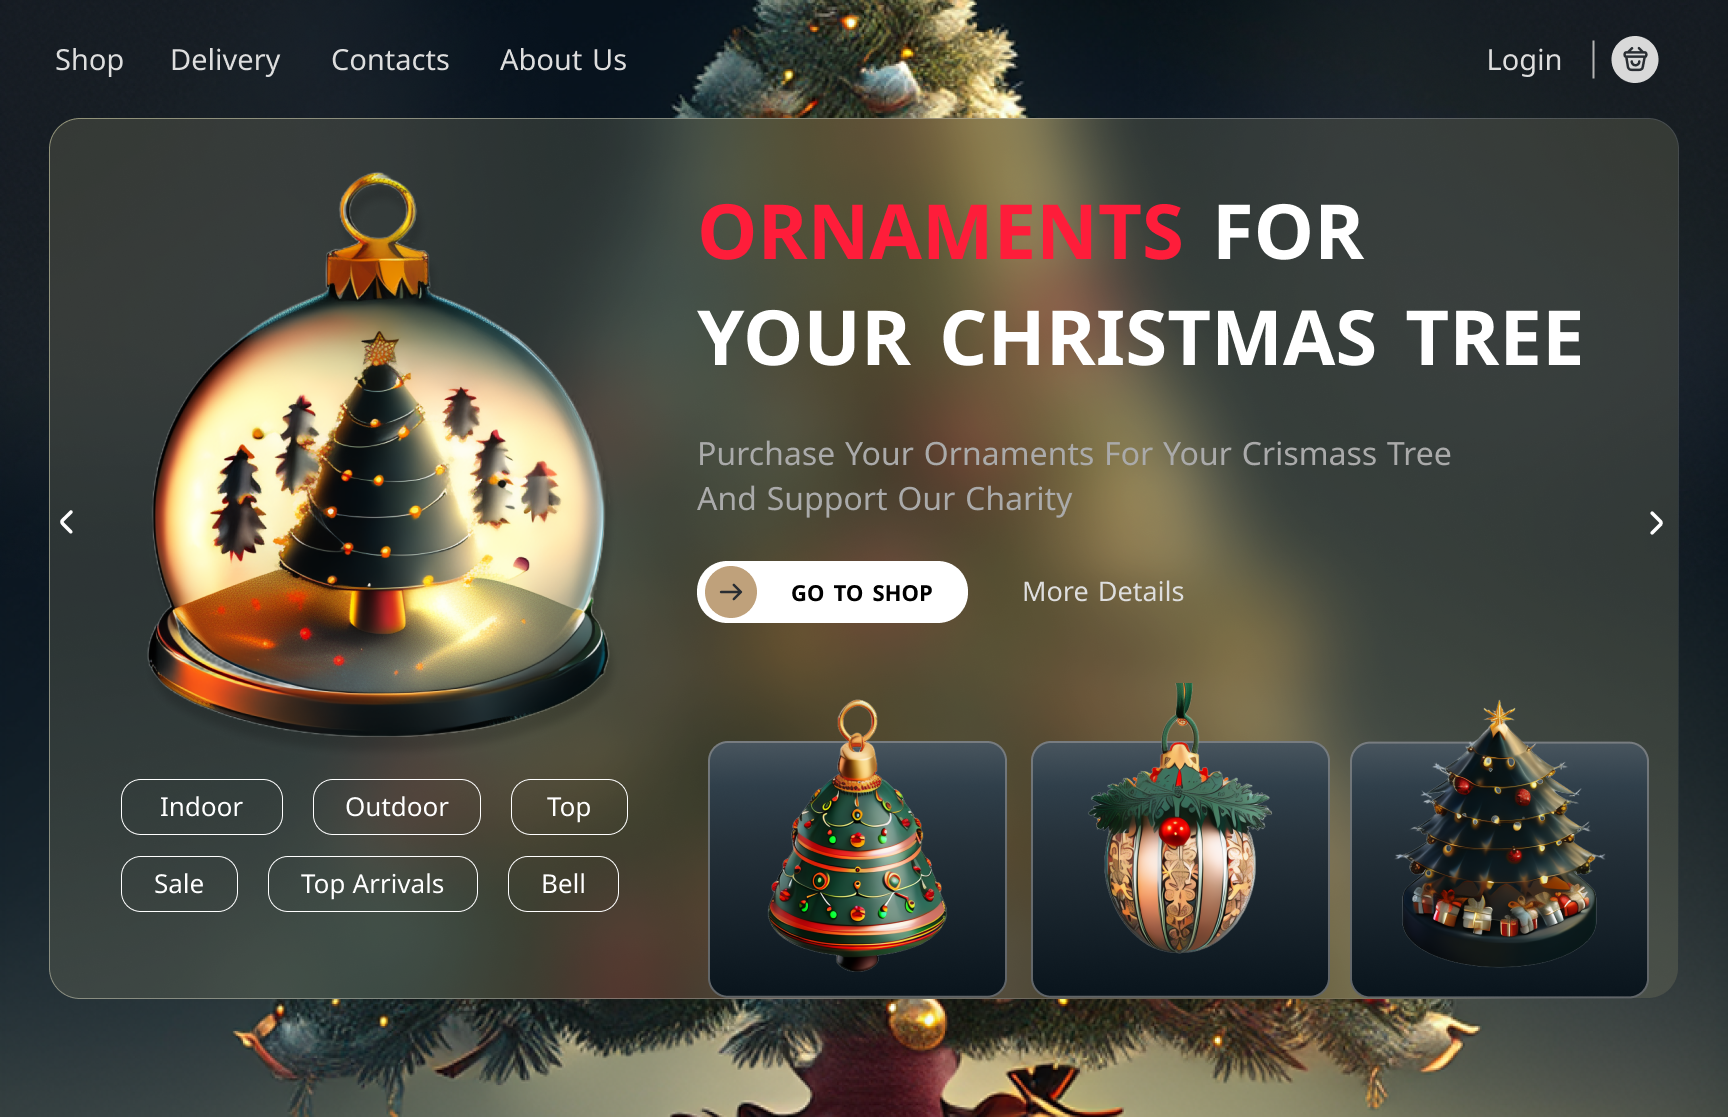 Shop Delivery Contacts About Us Login
ORNAMENTS FOR
YOUR CHRISTMAS TREE
Purchase Your Ornaments For Your Crismass Tree
And Support Our Charity
GO TO SHOP More Details
Indoor Outdoor Top
Sale Top Arrivals Bell